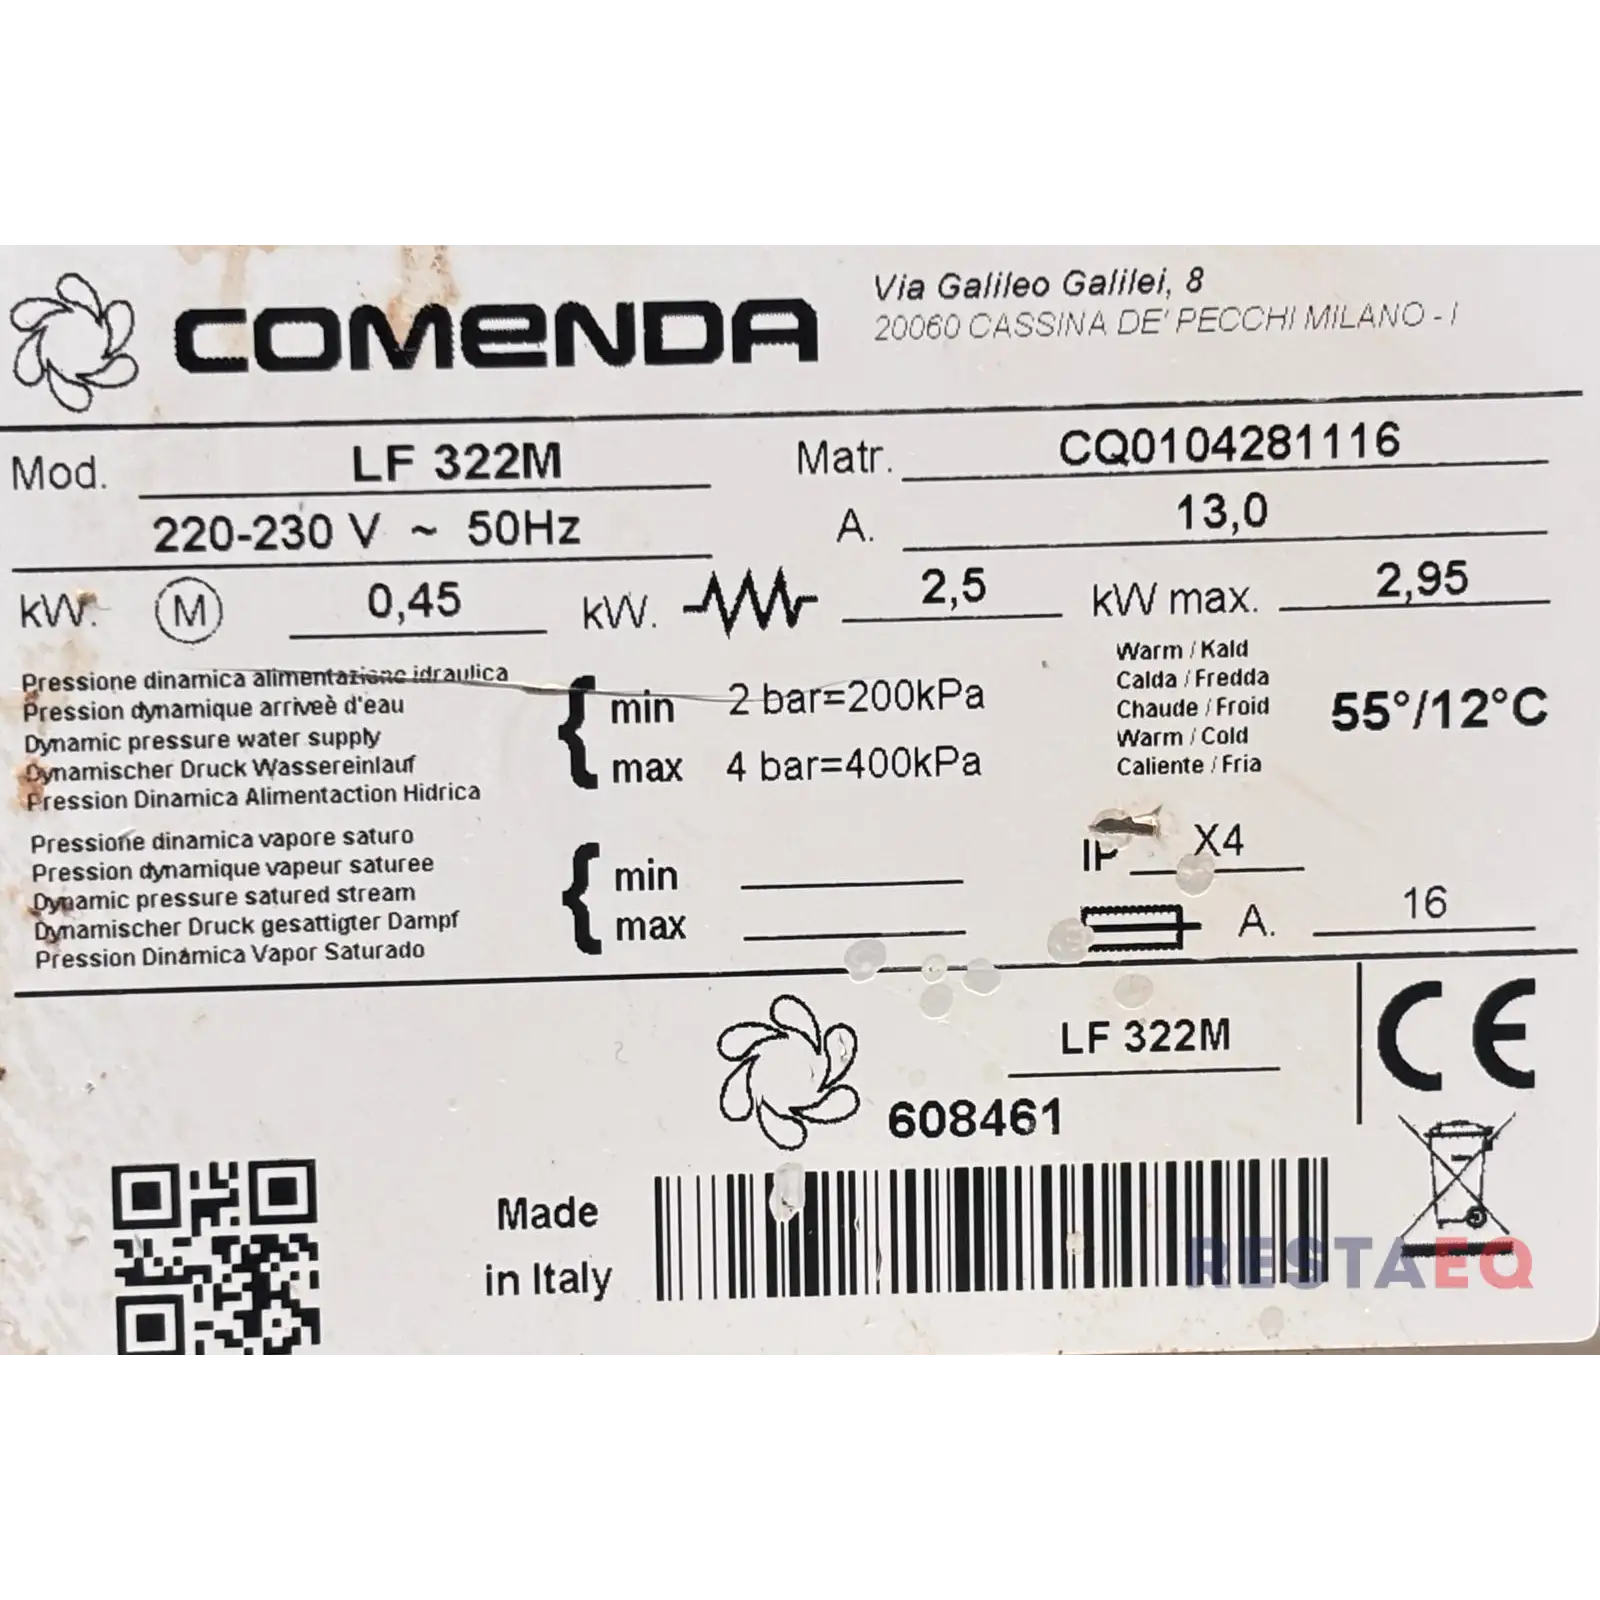 COMENDA
Via Galileo Galilei, 8
20060 CASSINA DE' PECCHI MILANO - I
Mod. LF 322M Matr. CQ0104281116
220-230 V ~ 50Hz A. 13,0
kW. M 0,45 kW. 2,5 kW max. 2,95
Pressione dinamica alimentazione idraulica
Pression dynamique arriveè d'eau
Dynamic pressure water supply
Dynamischer Druck Wassereinlauf
Pression Dinamica Alimentaction Hidrica
min 2 bar=200kPa
max 4 bar=400kPa
Warm / Kald
Calda / Fredda
Chaude / Froid
Warm / Cold
Caliente / Fria
55°/12°C
Pressione dinamica vapore saturo
Pression dynamique vapeur saturee
Dynamic pressure satured stream
Dynamischer Druck gesattigter Dampf
Pression Dinamica Vapor Saturado
min
max
IP X4
A. 16
LF 322M
608461
CE
Made
in Italy
RESTAEQ